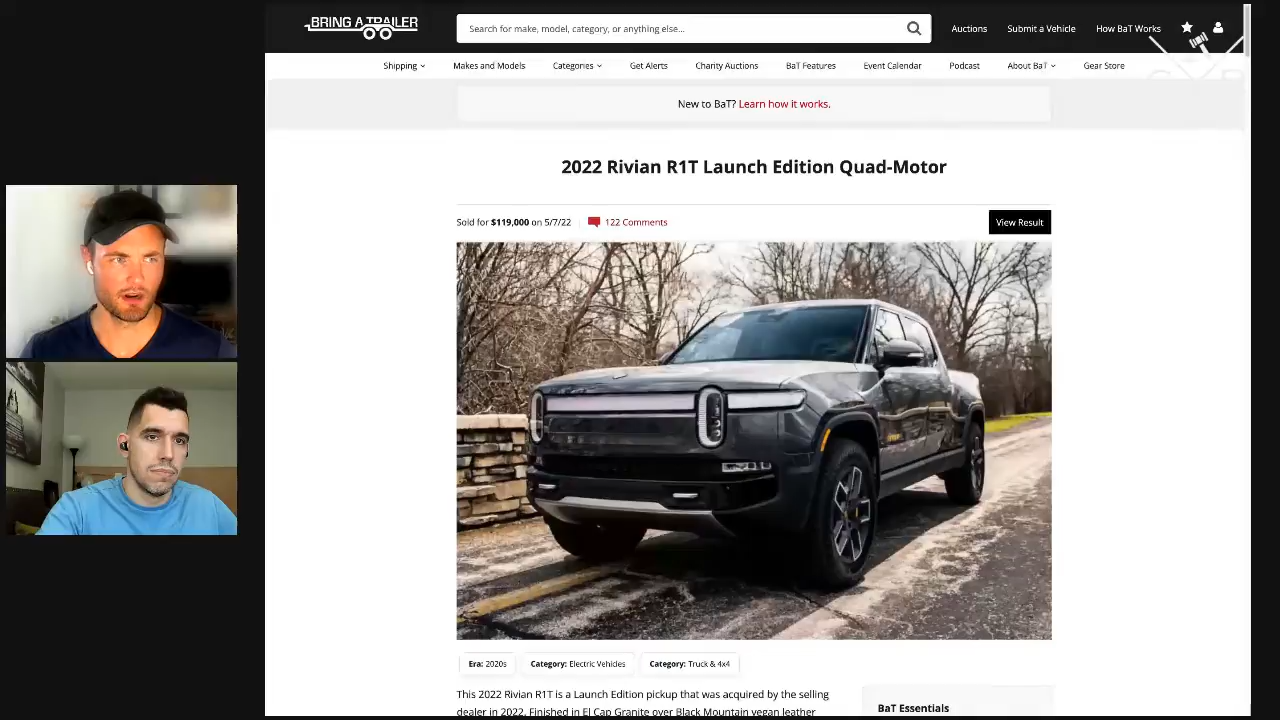 BRING A TRAILER
Search for make, model, category, or anything else...
Auctions
Submit a Vehicle
How BaT Works
Shipping
Makes and Models
Categories
Get Alerts
Charity Auctions
BaT Features
Event Calendar
Podcast
About BaT
Gear Store
New to BaT? Learn how it works.
2022 Rivian R1T Launch Edition Quad-Motor
Sold for $119,000 on 5/7/22
122 Comments
View Result
Era: 2020s
Category: Electric Vehicles
Category: Truck & 4x4
This 2022 Rivian R1T is a Launch Edition pickup that was acquired by the selling
dealer in 2022. Finished in El Cap Granite over Black Mountain vegan leather
BaT Essentials